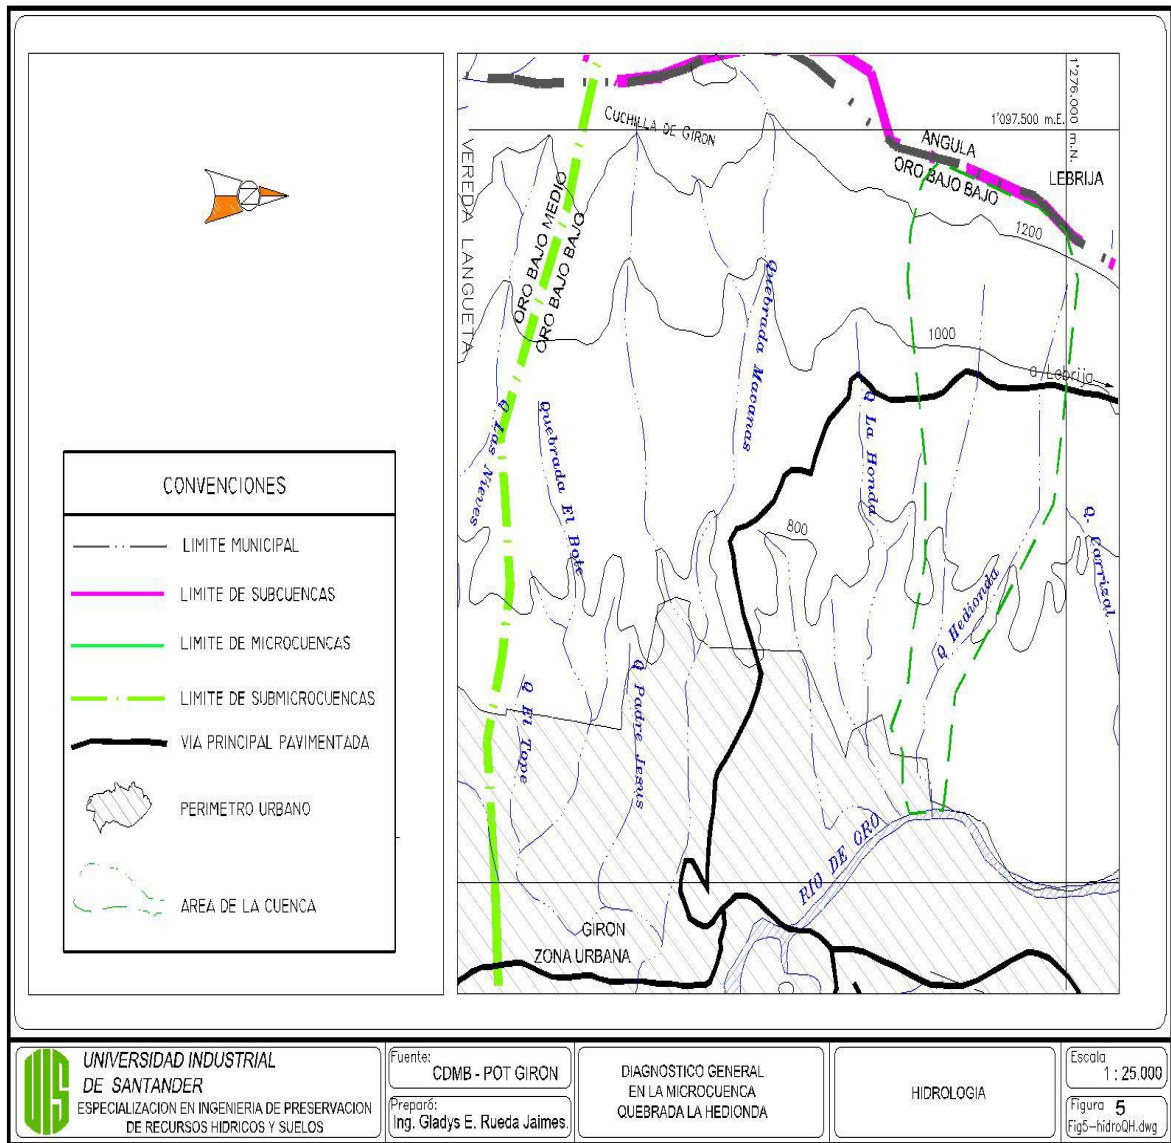 CONVENCIONES
LIMITE MUNICIPAL
LIMITE DE SUBCUENCAS
LIMITE DE MICROCUENCAS
LIMITE DE SUBMICROCUENCAS
VIA PRINCIPAL PAVIMENTADA
PERIMETRO URBANO
AREA DE LA CUENCA
CUCHILLA DE GIRON
1'097.500 m.E.
1'276.000 m.N.
ANGULA
ORO BAJO BAJO
LEBRIJA
VEREDA LANGUETA
ORO BAJO MEDIO
ORO BAJO BAJO
1200
1000
a Lebrija
800
Quebrada Macanas
Q Las Nieves
Quebrada El Bote
Q La Honda
Q- Carrizal
Q Hedionda
Q El Tape
Q Padre Jesus
RIO DE ORO
GIRON
ZONA URBANA
UIS
UNIVERSIDAD INDUSTRIAL
DE SANTANDER
ESPECIALIZACION EN INGENIERIA DE PRESERVACION
DE RECURSOS HIDRICOS Y SUELOS
Fuente:
CDMB - POT GIRON
Preparó:
Ing. Gladys E. Rueda Jaimes.
DIAGNOSTICO GENERAL
EN LA MICROCUENCA
QUEBRADA LA HEDIONDA
HIDROLOGIA
Escala
1 : 25.000
Figura 5
Fig5-hidroQH.dwg